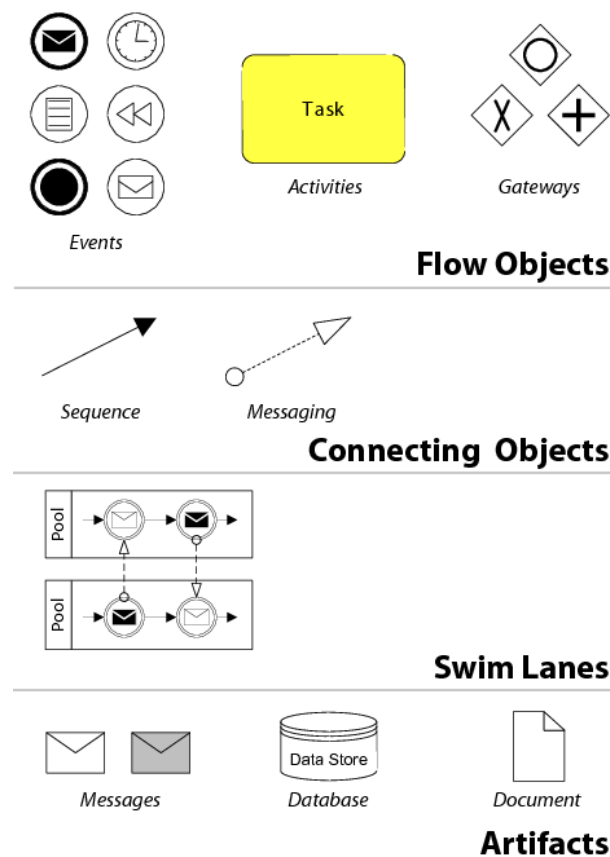 Task
Activities
Gateways
Events
Flow Objects
Sequence
Messaging
Connecting Objects
Pool
Pool
Swim Lanes
Data Store
Messages
Database
Document
Artifacts